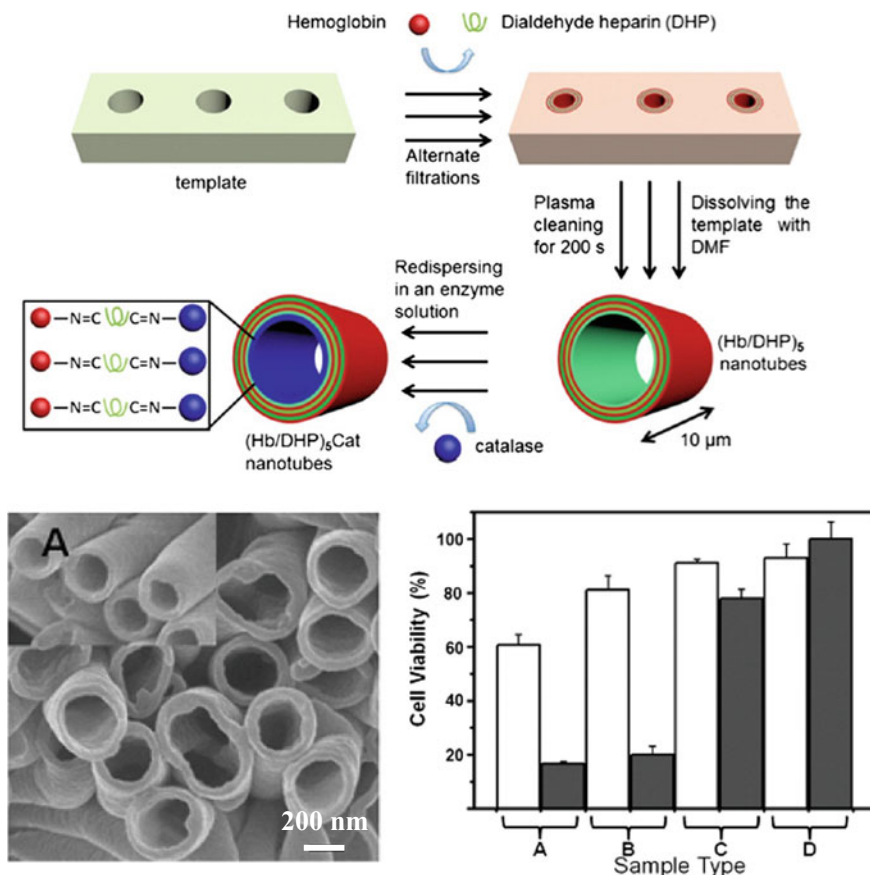 Hemoglobin
Dialdehyde heparin (DHP)
template
Alternate
filtrations
Plasma
cleaning
for 200 s
Dissolving the
template with
DMF
Redispersing
in an enzyme
solution
—N=C C=N—
—N=C C=N—
—N=C C=N—
(Hb/DHP)₅Cat
nanotubes
catalase
(Hb/DHP)₅
nanotubes
10 μm
A
200 nm
Cell Viability (%)
100
80
60
40
20
A B C D
Sample Type